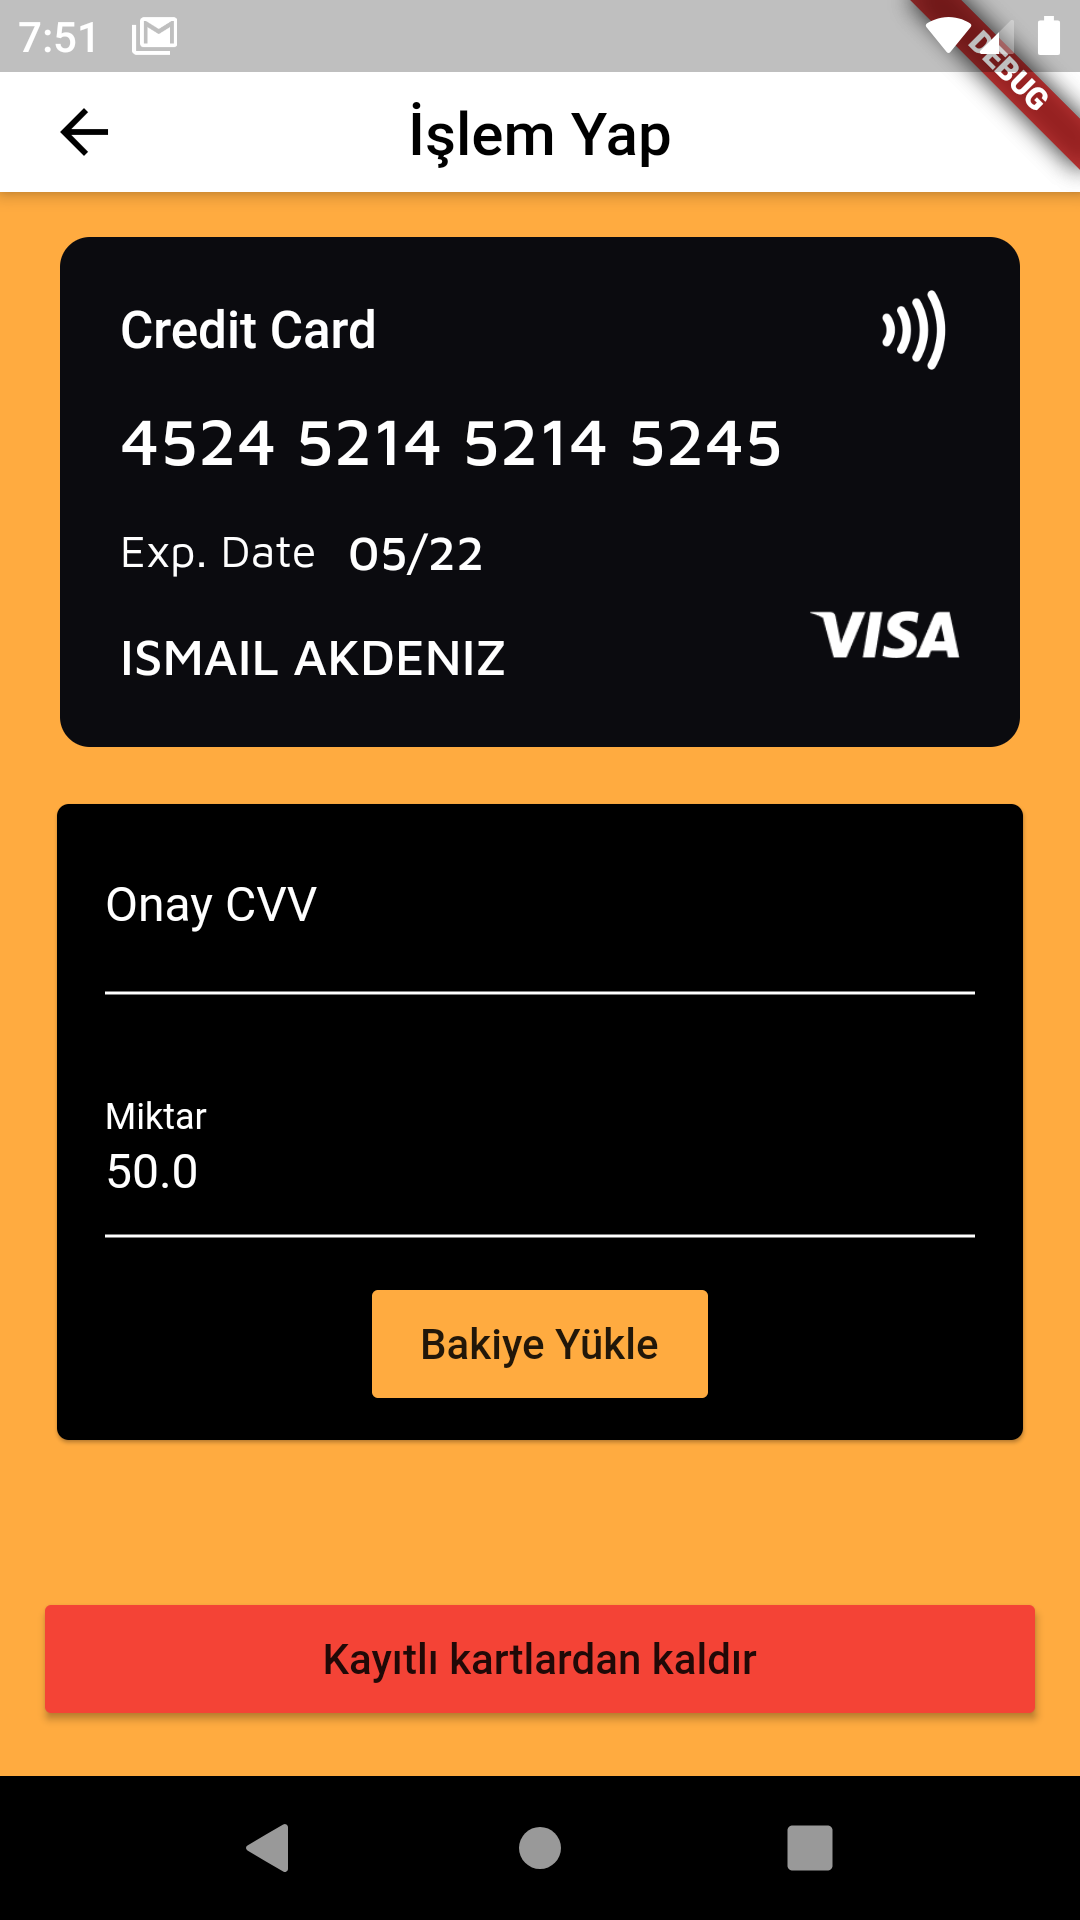 7:51
DEBUG
İşlem Yap
Credit Card
4524 5214 5214 5245
Exp. Date 05/22
ISMAIL AKDENIZ
VISA
Onay CVV
Miktar
50.0
Bakiye Yükle
Kayıtlı kartlardan kaldır